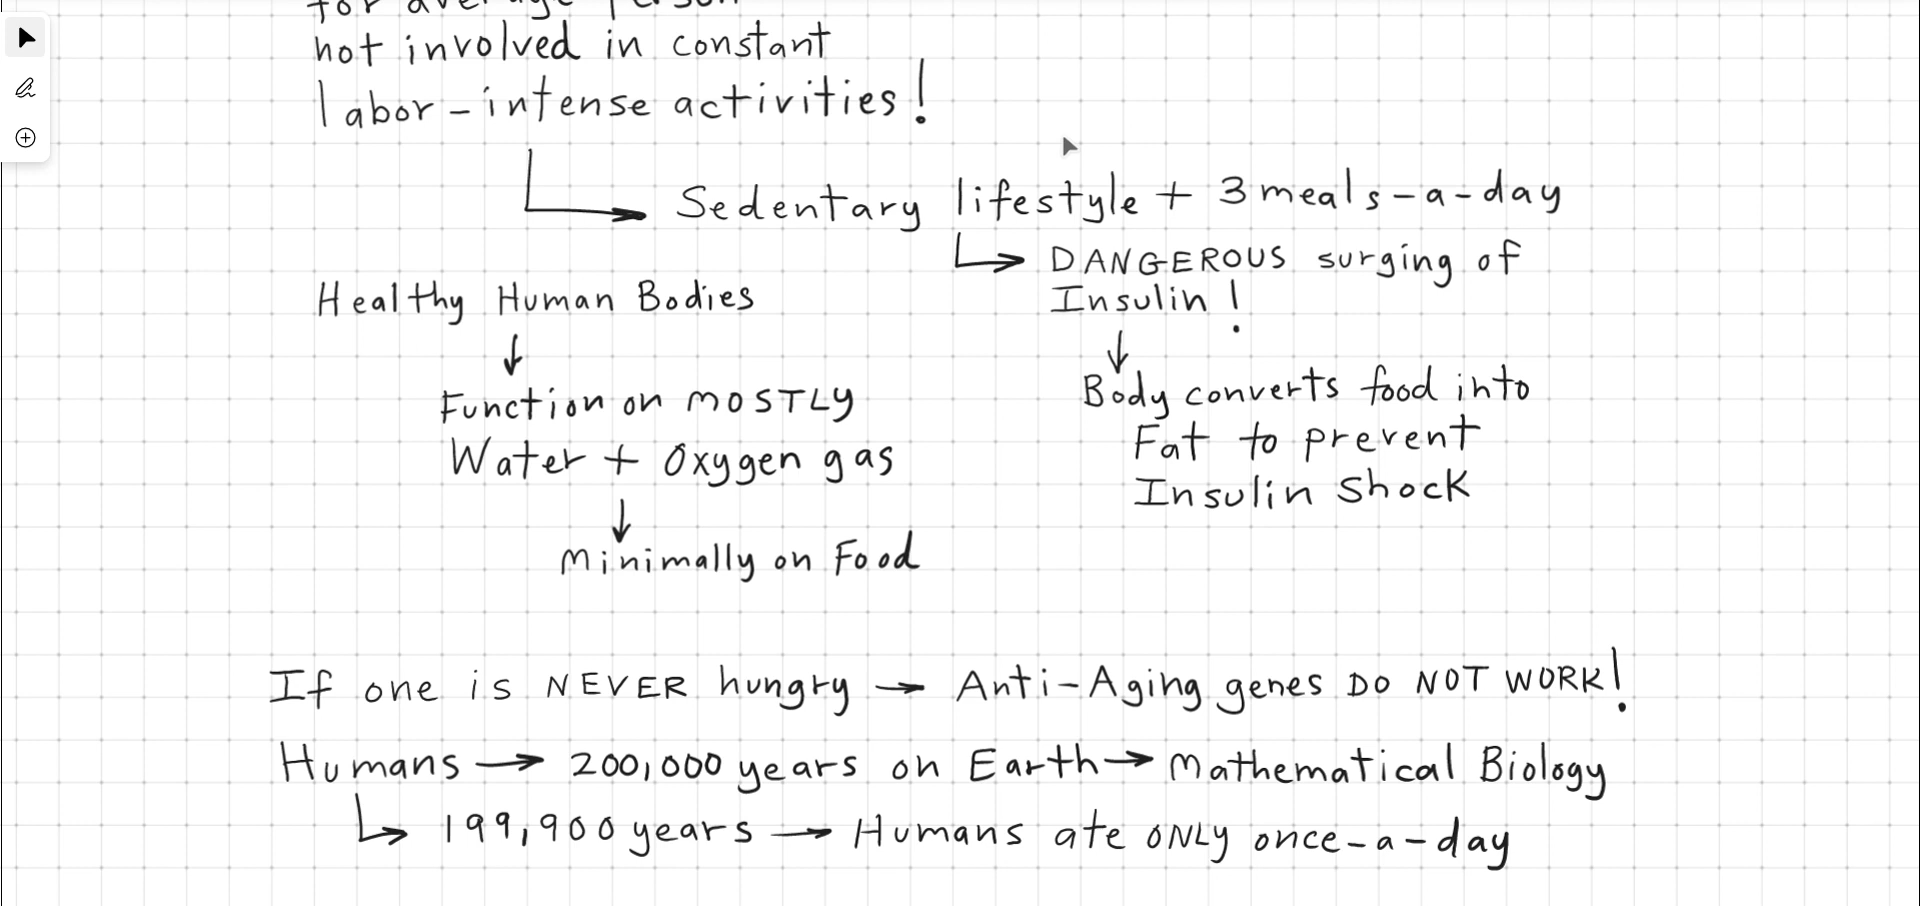 for average person
not involved in constant
labor-intense activities!
Sedentary lifestyle + 3 meals-a-day
DANGEROUS surging of
Insulin!
Body converts food into
Fat to prevent
Insulin Shock
Healthy Human Bodies
Function on MOSTLY
Water + Oxygen gas
Minimally on Food
If one is NEVER hungry → Anti-Aging genes DO NOT WORK!
Humans → 200,000 years on Earth → Mathematical Biology
199,900 years → Humans ate ONLY once-a-day